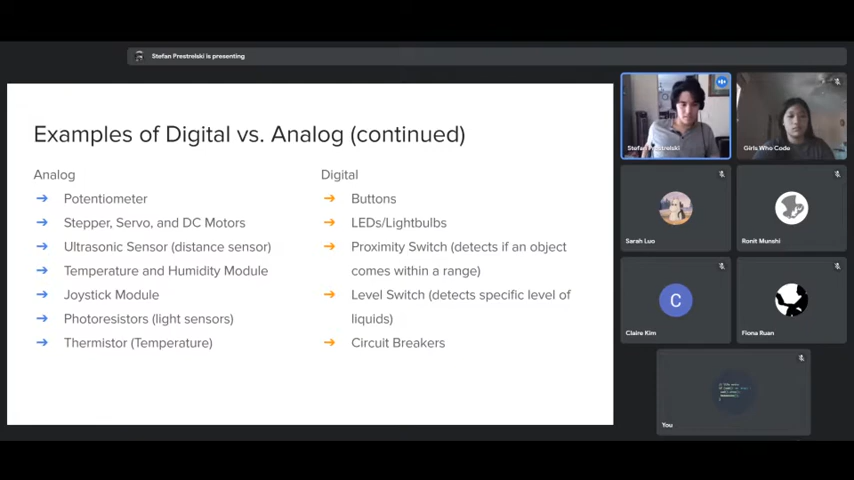 Stefan Prestrelski is presenting
Examples of Digital vs. Analog (continued)
Analog
Potentiometer
Stepper, Servo, and DC Motors
Ultrasonic Sensor (distance sensor)
Temperature and Humidity Module
Joystick Module
Photoresistors (light sensors)
Thermistor (Temperature)
Digital
Buttons
LEDs/Lightbulbs
Proximity Switch (detects if an object
comes within a range)
Level Switch (detects specific level of
liquids)
Circuit Breakers
Stefan Prestrelski
Girls Who Code
Sarah Luo
Ronit Munshi
C
Claire Kim
Fiona Ruan
You